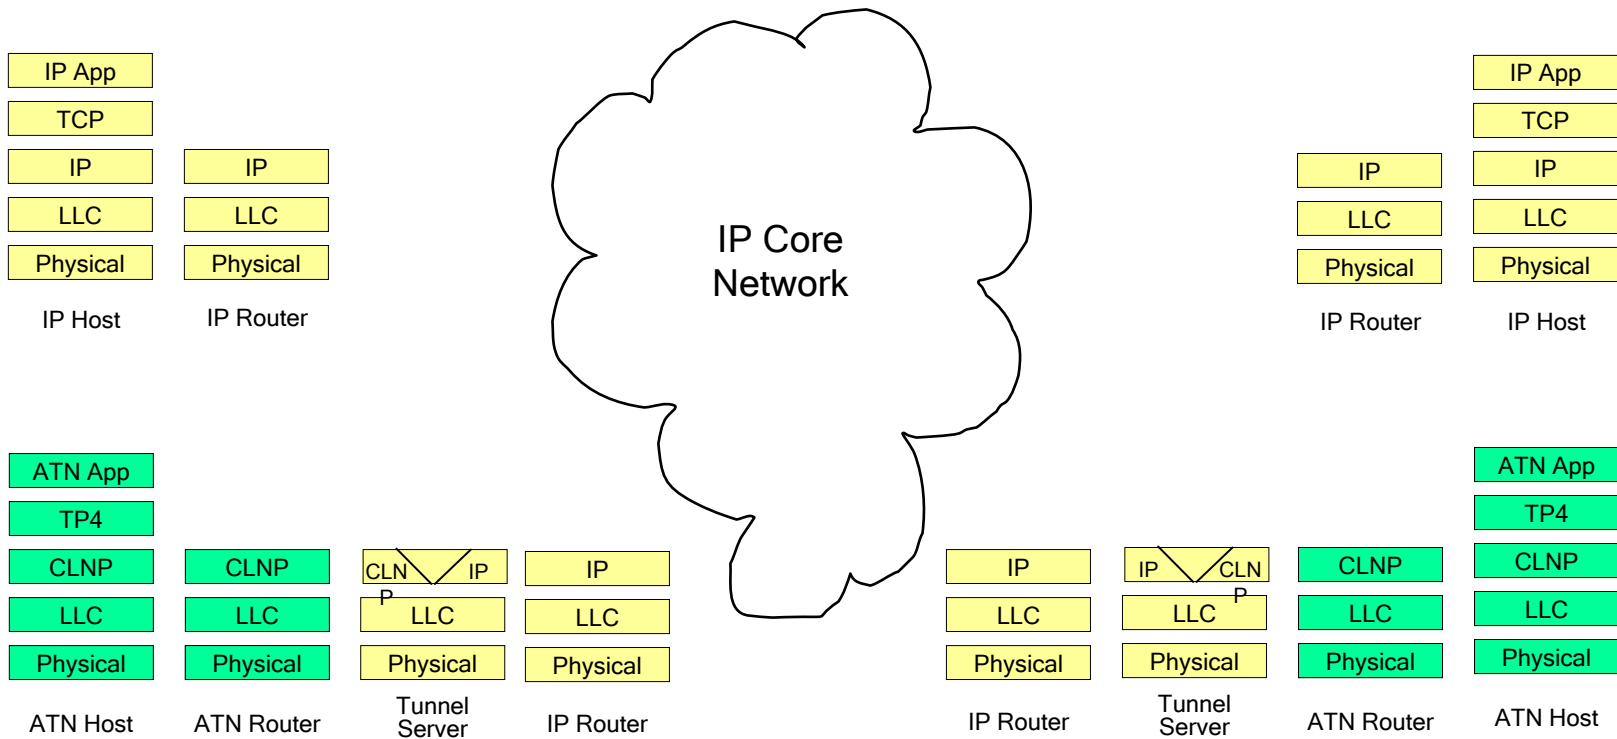 IP App
TCP
IP
LLC
Physical
IP Host
IP
LLC
Physical
IP Router
IP Core
Network
IP
LLC
Physical
IP Router
IP App
TCP
IP
LLC
Physical
IP Host
ATN App
TP4
CLNP
LLC
Physical
ATN Host
CLNP
LLC
Physical
ATN Router
CLN
P
IP
LLC
Physical
Tunnel
Server
IP
LLC
Physical
IP Router
IP
LLC
Physical
IP Router
IP
CLN
P
LLC
Physical
Tunnel
Server
CLNP
LLC
Physical
ATN Router
ATN App
TP4
CLNP
LLC
Physical
ATN Host